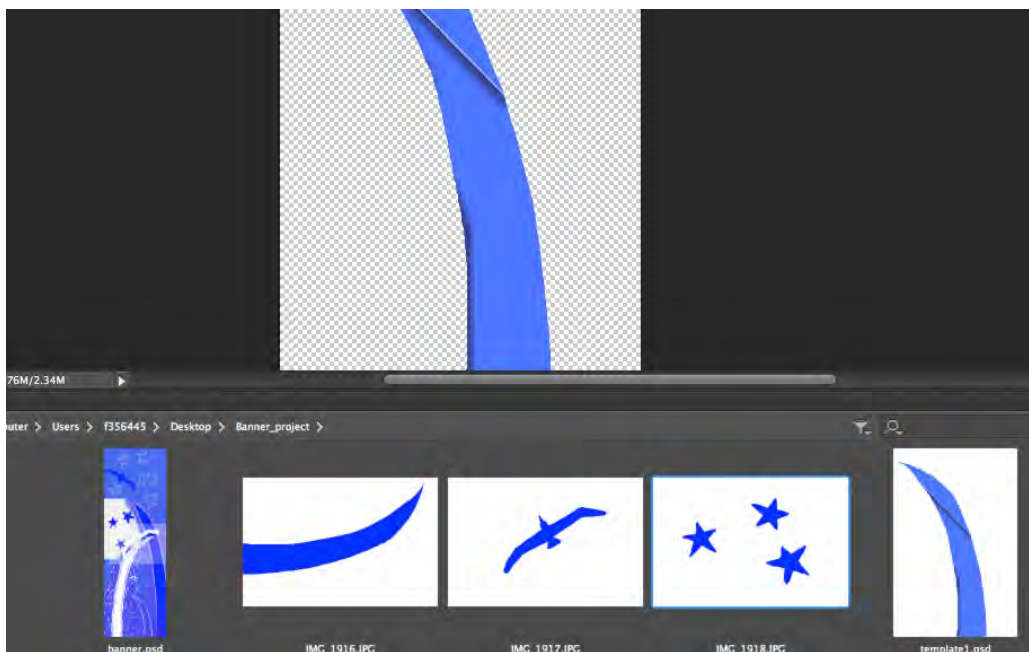 76M/2.34M
uter > Users > f356445 > Desktop > Banner_project >
banner.psd
IMG_1916.JPG
IMG_1917.JPG
IMG_1918.JPG
template1.psd